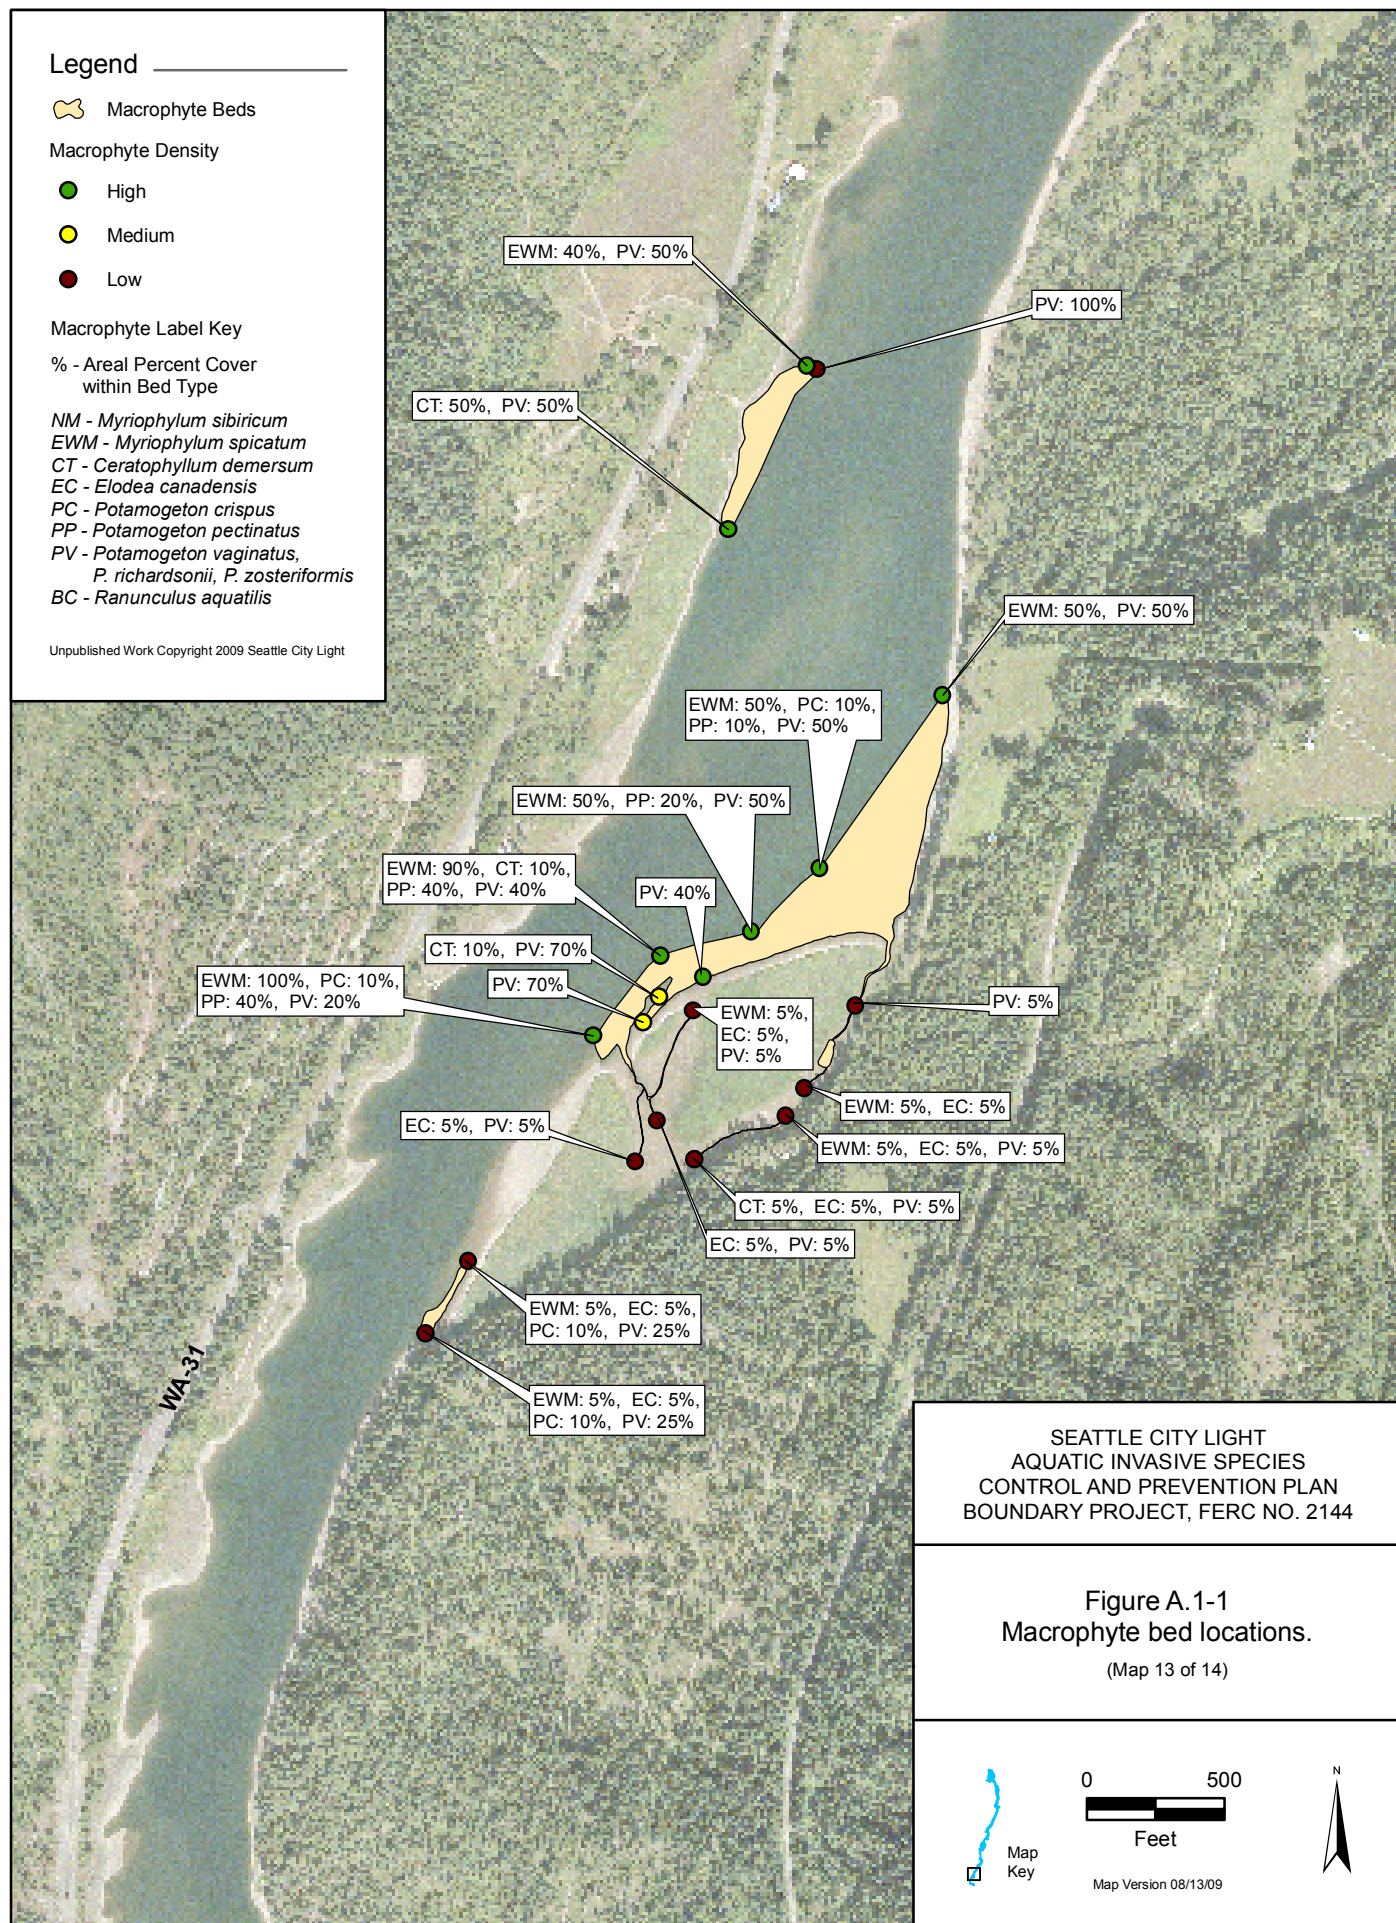 Legend
Macrophyte Beds
Macrophyte Density
High
Medium
Low
Macrophyte Label Key
% - Areal Percent Cover
within Bed Type
NM - Myriophylum sibiricum
EWM - Myriophylum spicatum
CT - Ceratophyllum demersum
EC - Elodea canadensis
PC - Potamogeton crispus
PP - Potamogeton pectinatus
PV - Potamogeton vaginatus,
P. richardsonii, P. zosteriformis
BC - Ranunculus aquatilis
Unpublished Work Copyright 2009 Seattle City Light
EWM: 40%, PV: 50%
PV: 100%
CT: 50%, PV: 50%
EWM: 50%, PV: 50%
EWM: 50%, PC: 10%,
PP: 10%, PV: 50%
EWM: 50%, PP: 20%, PV: 50%
EWM: 90%, CT: 10%,
PP: 40%, PV: 40%
PV: 40%
CT: 10%, PV: 70%
EWM: 100%, PC: 10%,
PP: 40%, PV: 20%
PV: 70%
PV: 5%
EWM: 5%,
EC: 5%,
PV: 5%
EWM: 5%, EC: 5%
EC: 5%, PV: 5%
EWM: 5%, EC: 5%, PV: 5%
CT: 5%, EC: 5%, PV: 5%
EC: 5%, PV: 5%
EWM: 5%, EC: 5%,
PC: 10%, PV: 25%
EWM: 5%, EC: 5%,
PC: 10%, PV: 25%
WA-31
SEATTLE CITY LIGHT
AQUATIC INVASIVE SPECIES
CONTROL AND PREVENTION PLAN
BOUNDARY PROJECT, FERC NO. 2144
Figure A.1-1
Macrophyte bed locations.
(Map 13 of 14)
0 500
Feet
Map
Key
Map Version 08/13/09
N